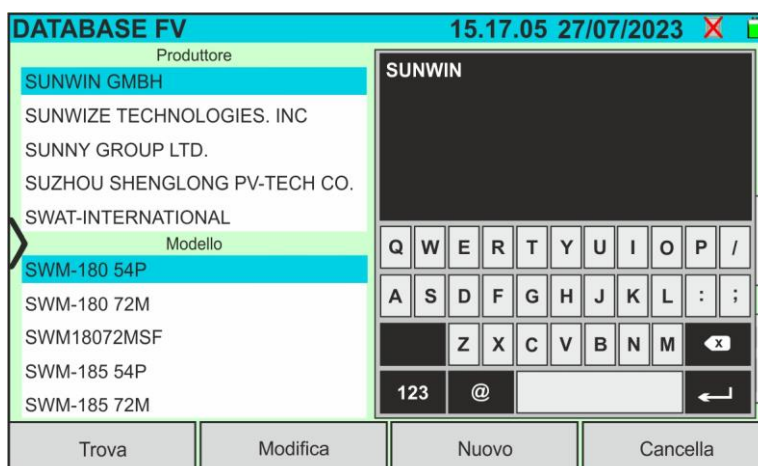 DATABASE FV 15.17.05 27/07/2023
Produttore
SUNWIN GMBH
SUNWIZE TECHNOLOGIES. INC
SUNNY GROUP LTD.
SUZHOU SHENGLONG PV-TECH CO.
SWAT-INTERNATIONAL
Modello
SWM-180 54P
SWM-180 72M
SWM18072MSF
SWM-185 54P
SWM-185 72M
SUNWIN
Q W E R T Y U I O P /
A S D F G H J K L : ;
Z X C V B N M
123 @
Trova Modifica Nuovo Cancella